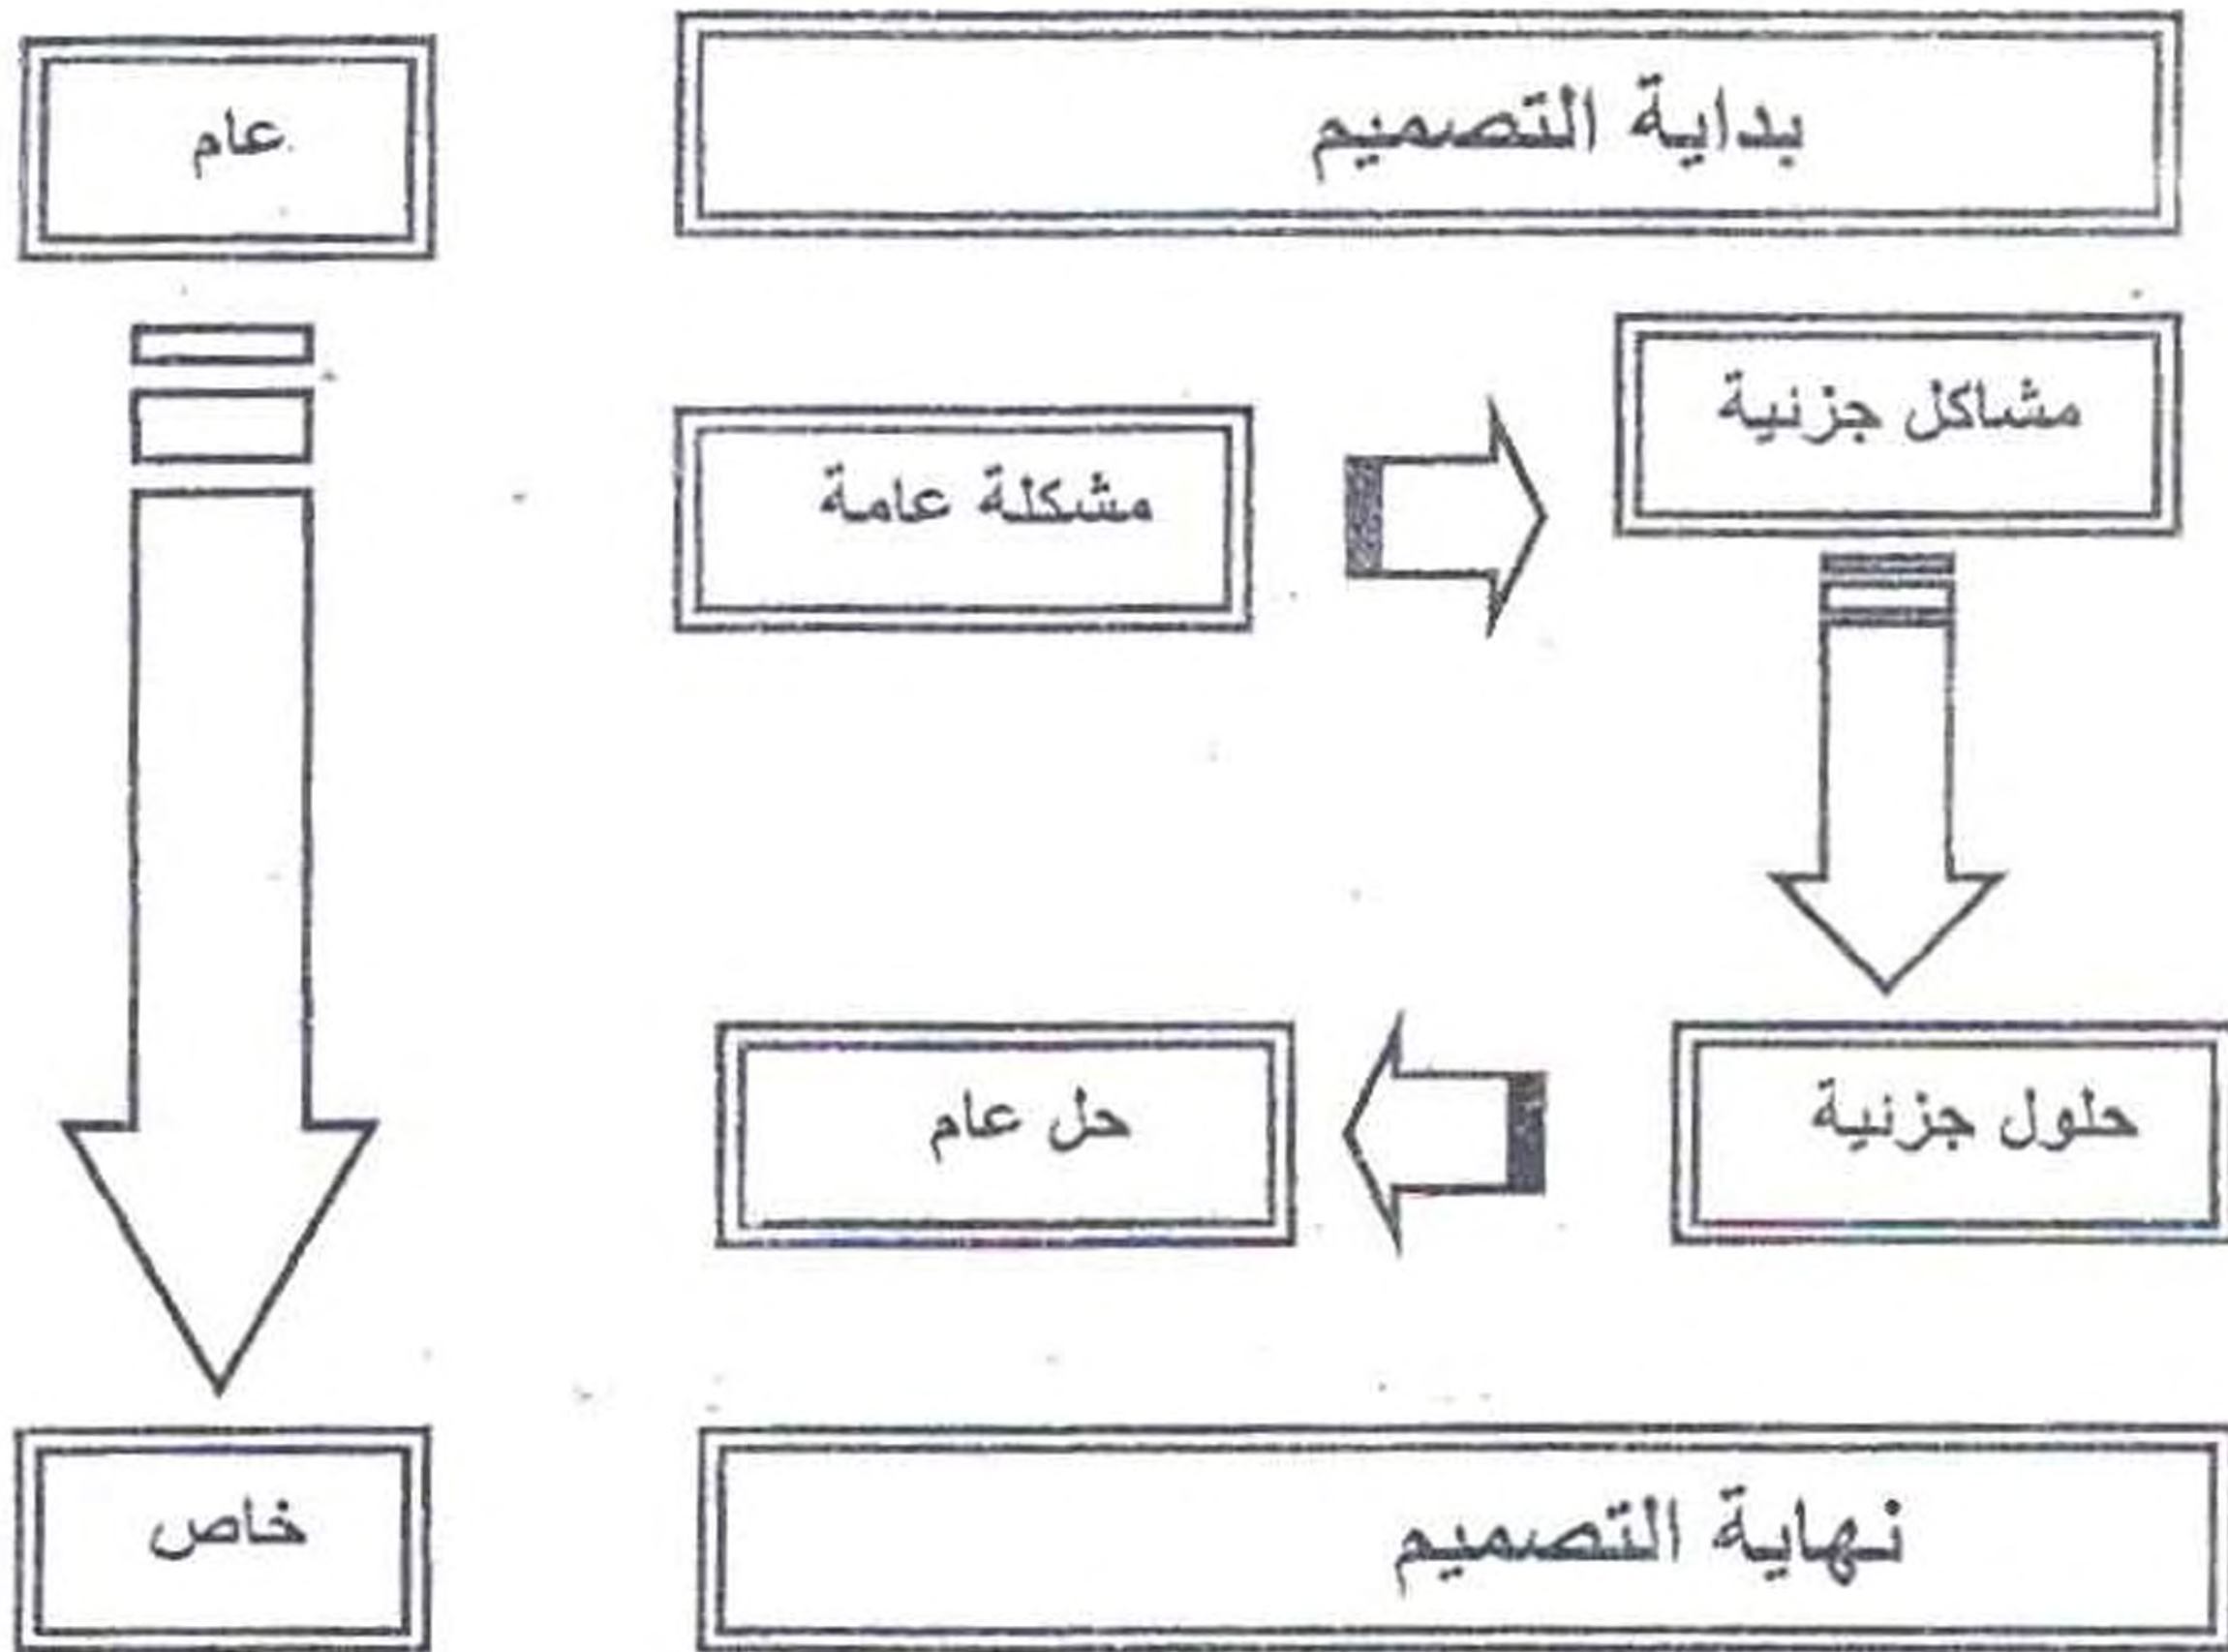 بداية التصميم
عام
مشاكل جزئية
مشكلة عامة
حلول جزئية
حل عام
نهاية التصميم
خاص